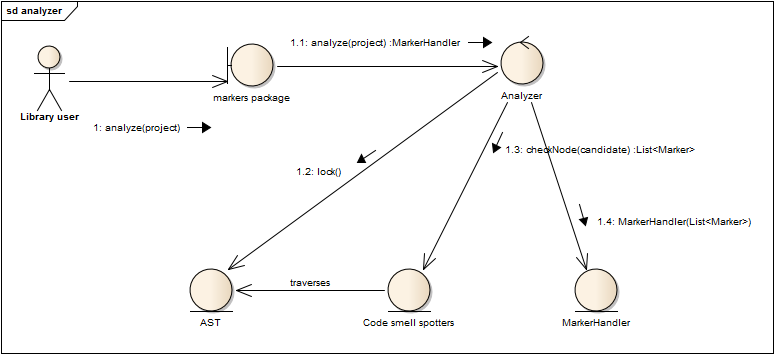 sd analyzer
1.1: analyze(project) :MarkerHandler
markers package
Analyzer
Library user
1: analyze(project)
1.3: checkNode(candidate) :List<Marker>
1.2: lock()
1.4: MarkerHandler(List<Marker>)
traverses
AST
Code smell spotters
MarkerHandler